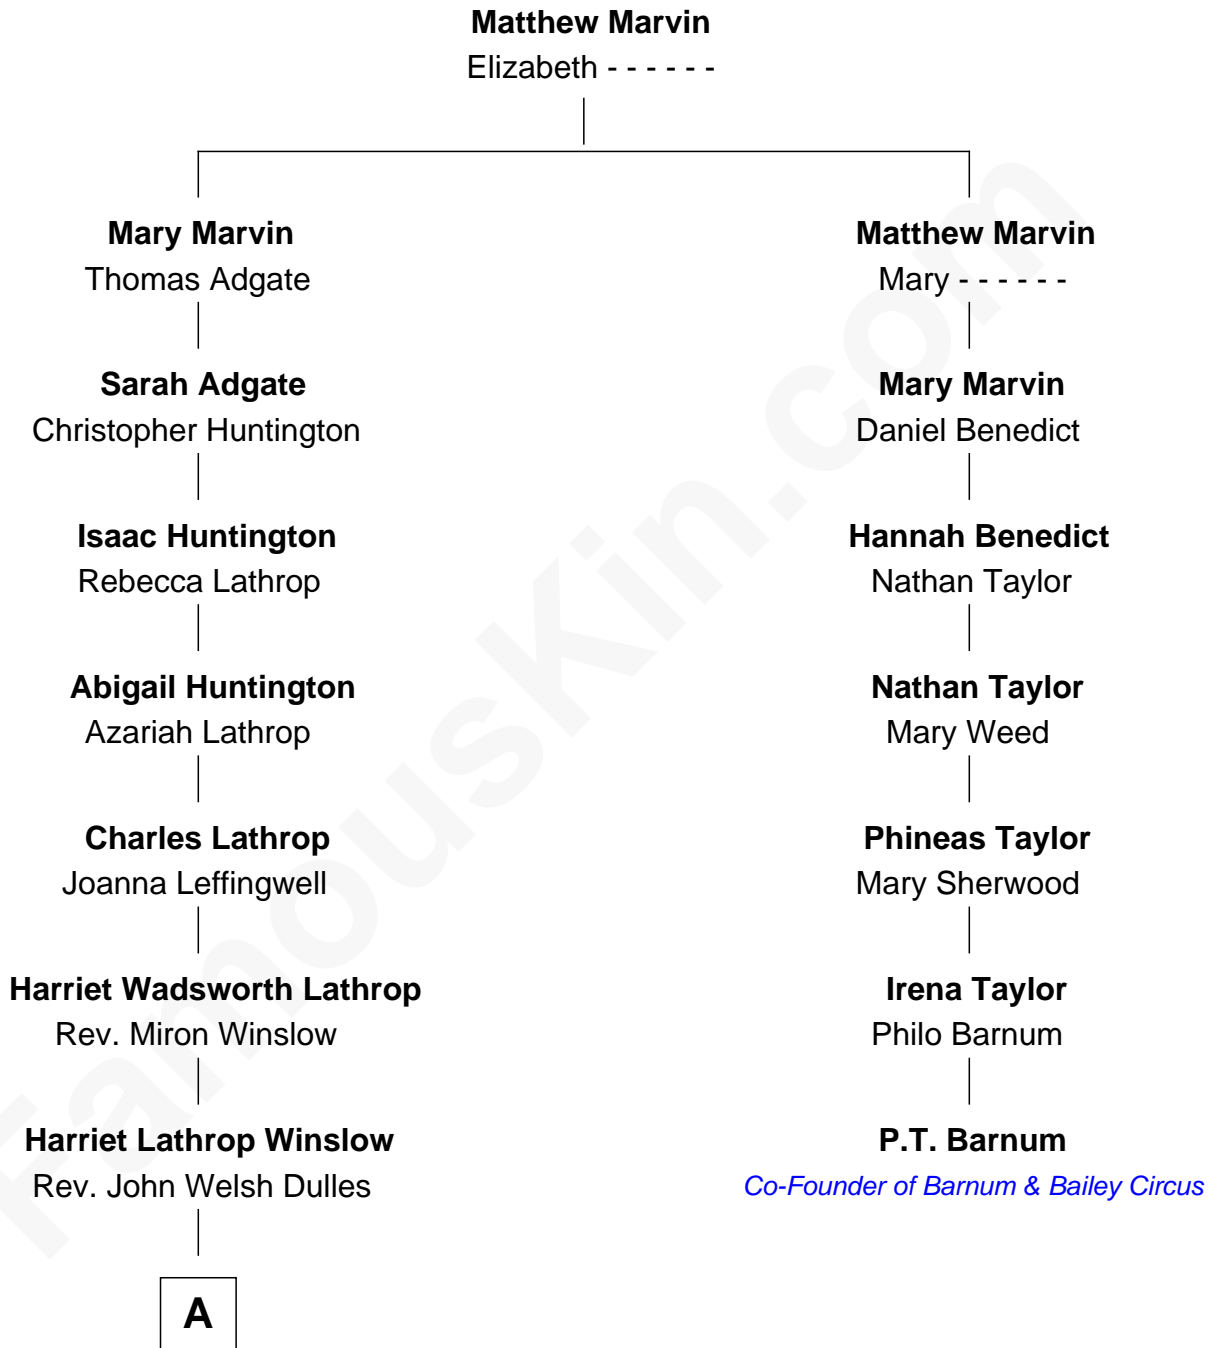 Matthew Marvin
Elizabeth - - - - - -
Mary Marvin
Thomas Adgate
Matthew Marvin
Mary - - - - - -
Sarah Adgate
Christopher Huntington
Mary Marvin
Daniel Benedict
Isaac Huntington
Rebecca Lathrop
Hannah Benedict
Nathan Taylor
Abigail Huntington
Azariah Lathrop
Nathan Taylor
Mary Weed
Charles Lathrop
Joanna Leffingwell
Phineas Taylor
Mary Sherwood
Harriet Wadsworth Lathrop
Rev. Miron Winslow
Irena Taylor
Philo Barnum
Harriet Lathrop Winslow
Rev. John Welsh Dulles
P.T. Barnum
Co-Founder of Barnum & Bailey Circus
A
FamousKin.com